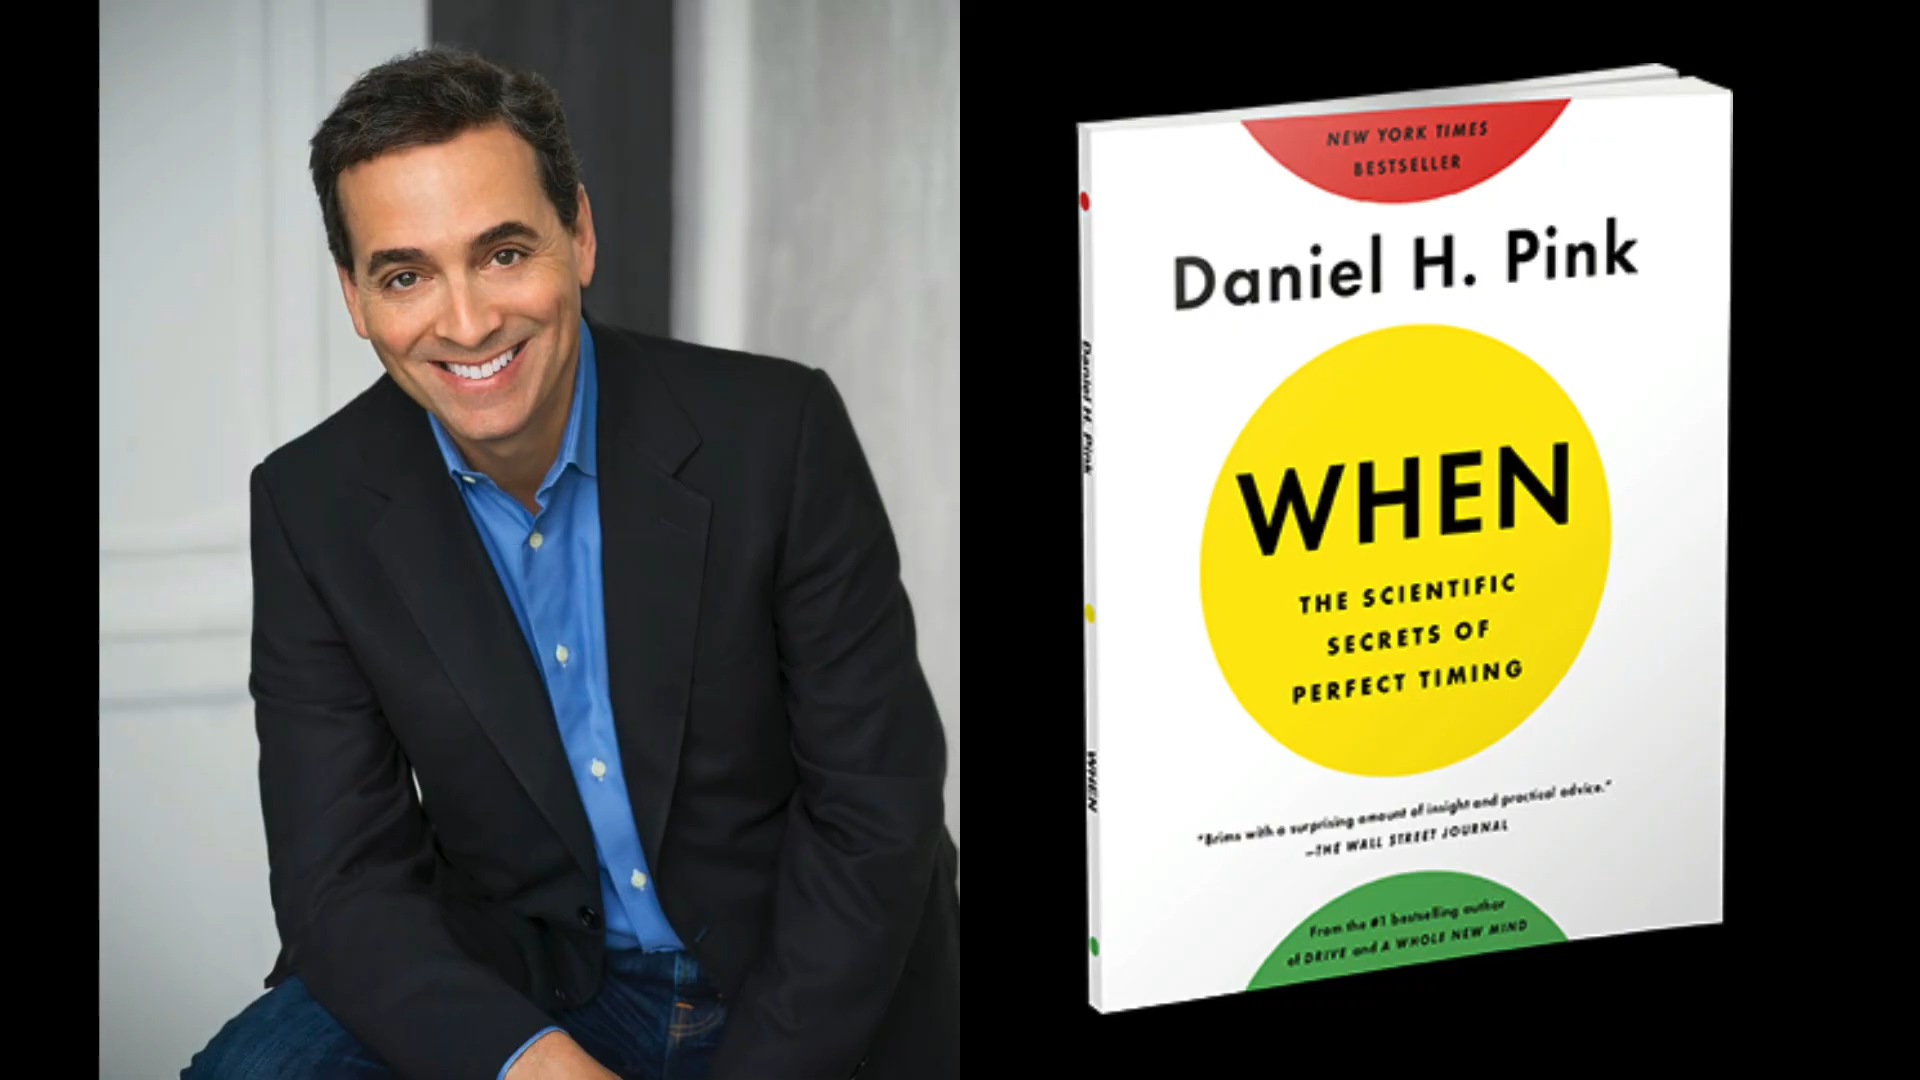 NEW YORK TIMES
BESTSELLER
Daniel H. Pink
WHEN
THE SCIENTIFIC
SECRETS OF
PERFECT TIMING
"Brims with a surprising amount of insight and practical advice."
—THE WALL STREET JOURNAL
From the #1 bestselling author
of DRIVE and A WHOLE NEW MIND
Daniel H. Pink
WHEN